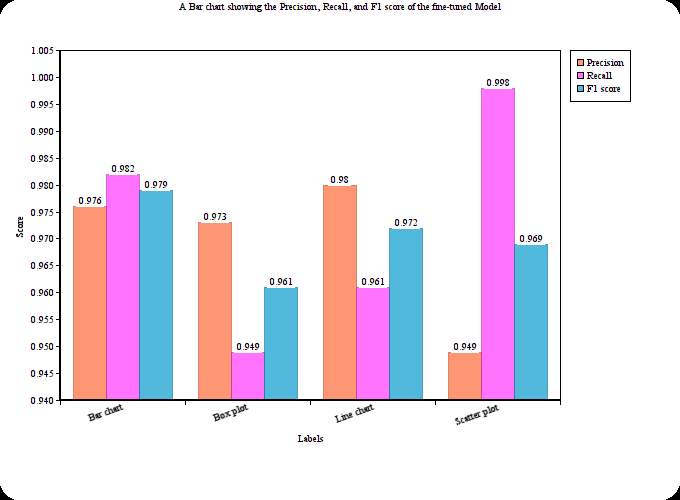 A Bar chart showing the Precision, Recall, and F1 score of the fine-tuned Model
1.005
1.000
0.995
0.990
0.985
0.980
0.975
0.970
0.965
0.960
0.955
0.950
0.945
0.940
Score
0.976
0.982
0.979
0.973
0.949
0.961
0.98
0.961
0.972
0.949
0.998
0.969
Bar chart
Box plot
Line chart
Scatter plot
Labels
Precision
Recall
F1 score